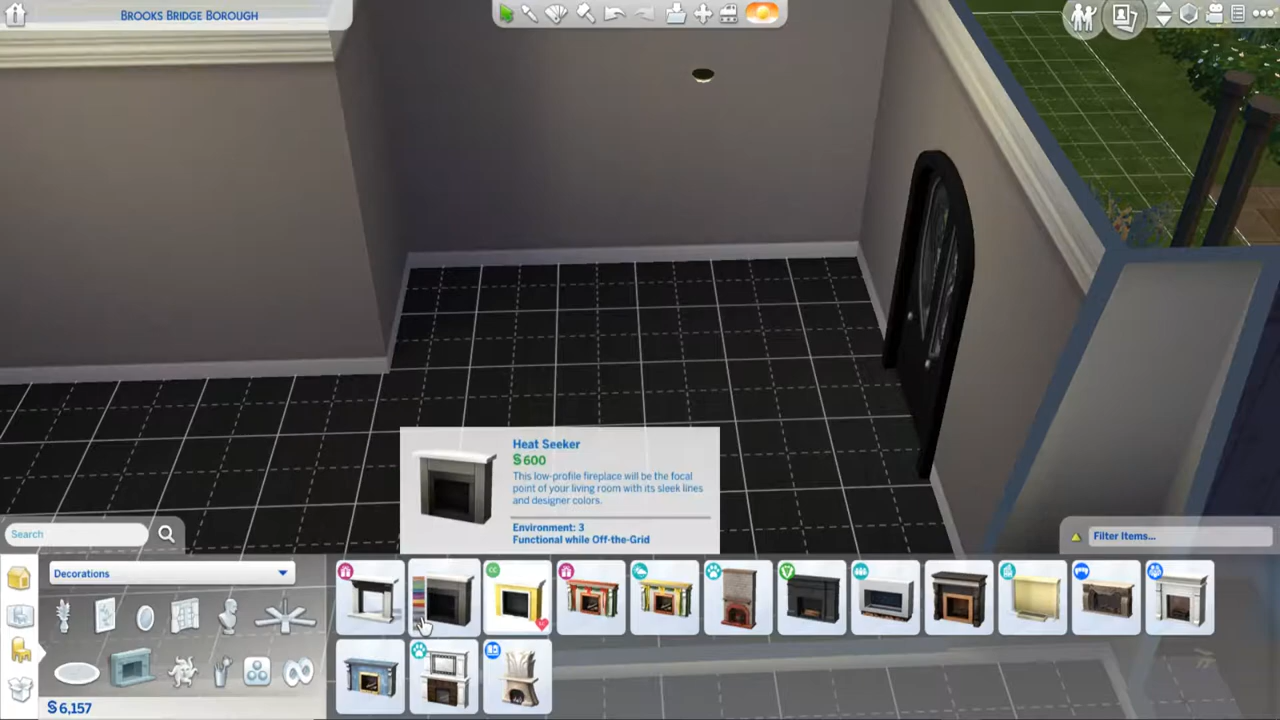 BROOKS BRIDGE BOROUGH
Heat Seeker
§600
This low-profile fireplace will be the focal
point of your living room with its sleek lines
and designer colors.
Environment: 3
Functional while Off-the-Grid
Search
Filter Items...
Decorations
CC
§6,157